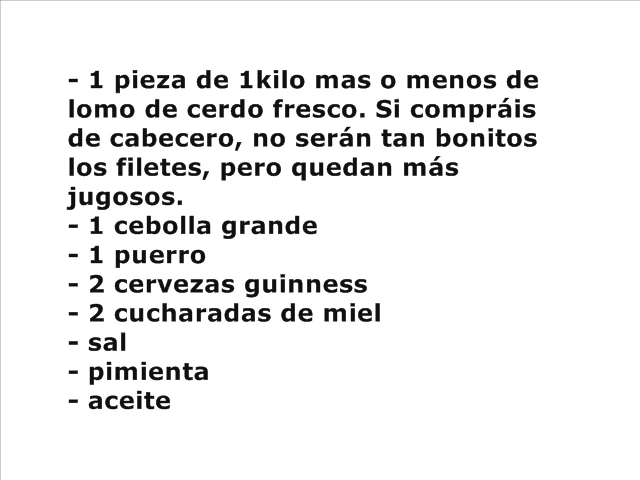 - 1 pieza de 1kilo mas o menos de
lomo de cerdo fresco. Si compráis
de cabecero, no serán tan bonitos
los filetes, pero quedan más
jugosos.
- 1 cebolla grande
- 1 puerro
- 2 cervezas guinness
- 2 cucharadas de miel
- sal
- pimienta
- aceite